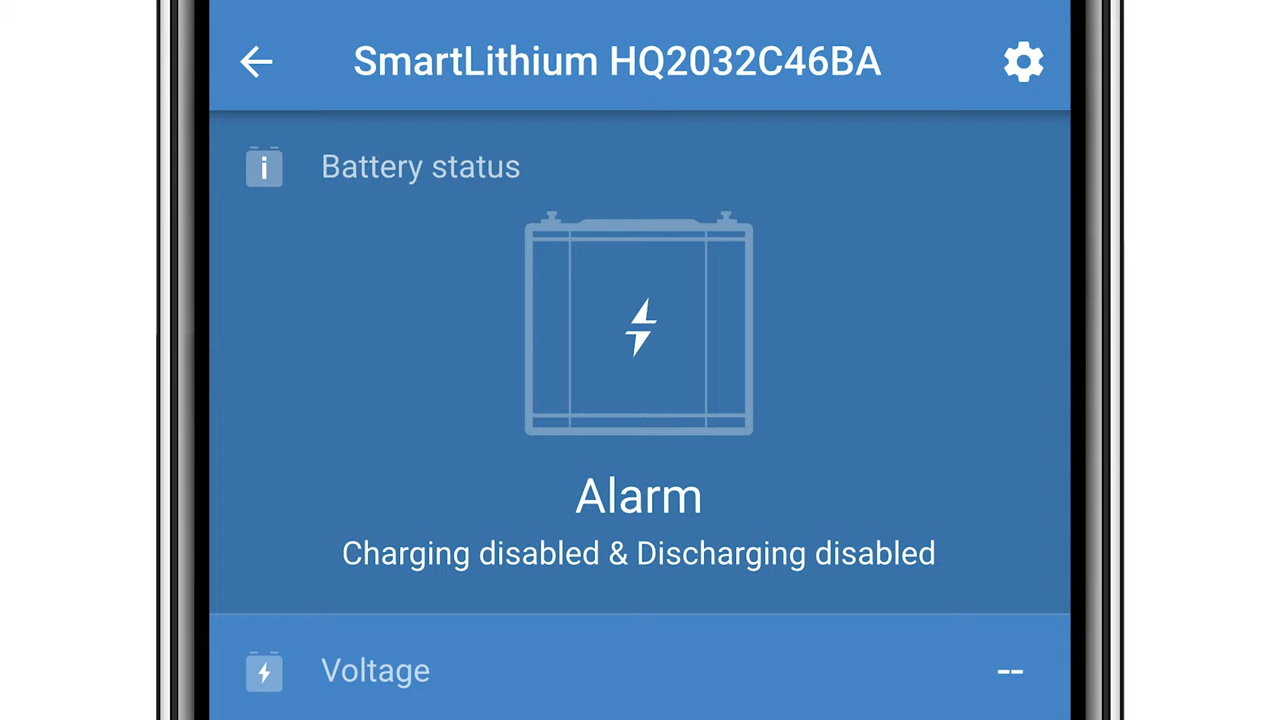 SmartLithium HQ2032C46BA
i Battery status
Alarm
Charging disabled & Discharging disabled
Voltage --